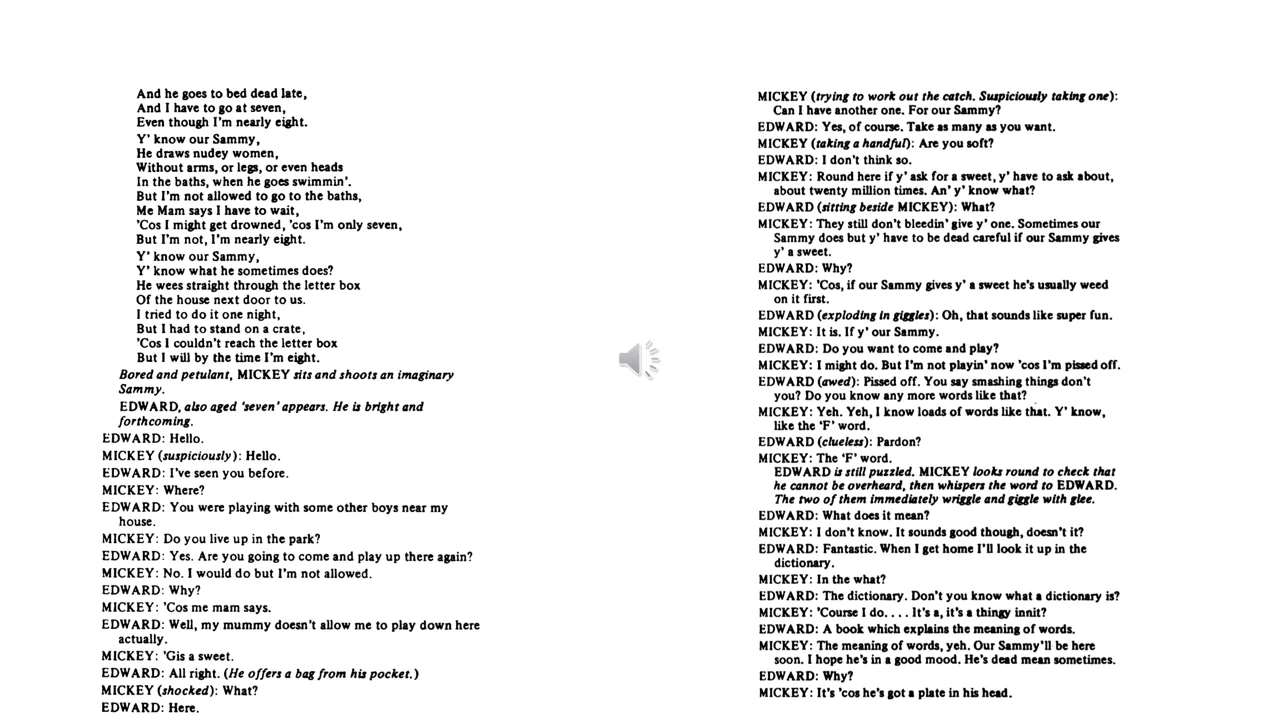 And he goes to bed dead late,
And I have to go at seven,
Even though I'm nearly eight.
Y' know our Sammy,
He draws nudey women,
Without arms, or legs, or even heads
In the baths, when he goes swimmin'.
But I'm not allowed to go to the baths,
Me Mam says I have to wait,
'Cos I might get drowned, 'cos I'm only seven,
But I'm not, I'm nearly eight.
Y' know our Sammy,
Y' know what he sometimes does?
He wees straight through the letter box
Of the house next door to us.
I tried to do it one night,
But I had to stand on a crate,
'Cos I couldn't reach the letter box
But I will by the time I'm eight.
Bored and petulant, MICKEY sits and shoots an imaginary
Sammy.
EDWARD, also aged 'seven' appears. He is bright and
forthcoming.
EDWARD: Hello.
MICKEY (suspiciously): Hello.
EDWARD: I've seen you before.
MICKEY: Where?
EDWARD: You were playing with some other boys near my
house.
MICKEY: Do you live up in the park?
EDWARD: Yes. Are you going to come and play up there again?
MICKEY: No. I would do but I'm not allowed.
EDWARD: Why?
MICKEY: 'Cos me mam says.
EDWARD: Well, my mummy doesn't allow me to play down here
actually.
MICKEY: 'Gis a sweet.
EDWARD: All right. (He offers a bag from his pocket.)
MICKEY (shocked): What?
EDWARD: Here.
MICKEY (trying to work out the catch. Suspiciously taking one):
Can I have another one. For our Sammy?
EDWARD: Yes, of course. Take as many as you want.
MICKEY (taking a handful): Are you soft?
EDWARD: I don't think so.
MICKEY: Round here if y' ask for a sweet, y' have to ask about,
about twenty million times. An' y' know what?
EDWARD (sitting beside MICKEY): What?
MICKEY: They still don't bleedin' give y' one. Sometimes our
Sammy does but y' have to be dead careful if our Sammy gives
y' a sweet.
EDWARD: Why?
MICKEY: 'Cos, if our Sammy gives y' a sweet he's usually weed
on it first.
EDWARD (exploding in giggles): Oh, that sounds like super fun.
MICKEY: It is. If y' our Sammy.
EDWARD: Do you want to come and play?
MICKEY: I might do. But I'm not playin' now 'cos I'm pissed off.
EDWARD (awed): Pissed off. You say smashing things don't
you? Do you know any more words like that?
MICKEY: Yeh. Yeh, I know loads of words like that. Y' know,
like the 'F' word.
EDWARD (clueless): Pardon?
MICKEY: The 'F' word.
EDWARD is still puzzled. MICKEY looks round to check that
he cannot be overheard, then whispers the word to EDWARD.
The two of them immediately wriggle and giggle with glee.
EDWARD: What does it mean?
MICKEY: I don't know. It sounds good though, doesn't it?
EDWARD: Fantastic. When I get home I'll look it up in the
dictionary.
MICKEY: In the what?
EDWARD: The dictionary. Don't you know what a dictionary is?
MICKEY: 'Course I do. . . . It's a, it's a thingy innit?
EDWARD: A book which explains the meaning of words.
MICKEY: The meaning of words, yeh. Our Sammy'll be here
soon. I hope he's in a good mood. He's dead mean sometimes.
EDWARD: Why?
MICKEY: It's 'cos he's got a plate in his head.